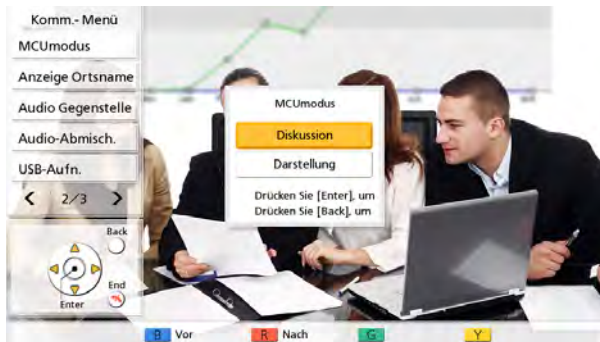 Komm.- Menü
MCUmodus
Anzeige Ortsname
Audio Gegenstelle
Audio-Abmisch.
USB-Aufn.
2/3
Back
End
Enter
MCUmodus
Diskussion
Darstellung
Drücken Sie [Enter], um
Drücken Sie [Back], um
B Vor R Nach G Y